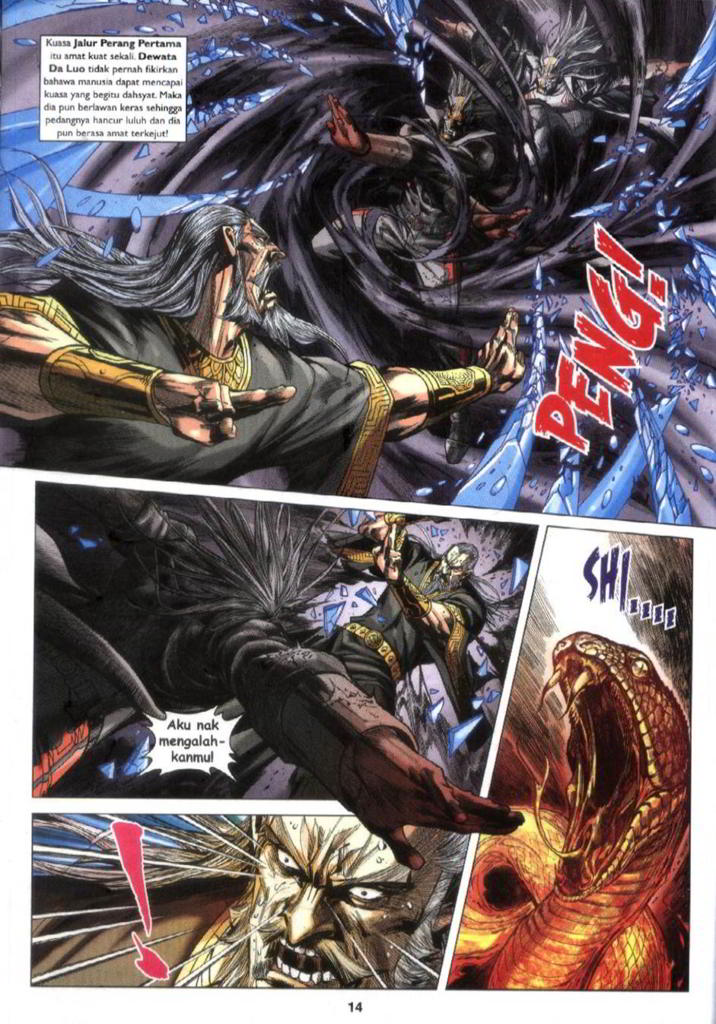 Kuasa Jalur Perang Pertama
itu amat kuat sekali. Dewata
Da Luo tidak pernah fikirkan
bahawa manusia dapat mencapai
kuasa yang begitu dahsyat. Maka
dia pun berlawan keras sehingga
pedangnya hancur luluh dan dia
pun berasa amat terkejut!
PENG!
SHI....
Aku nak
mengalah-
kanmu!
!
14